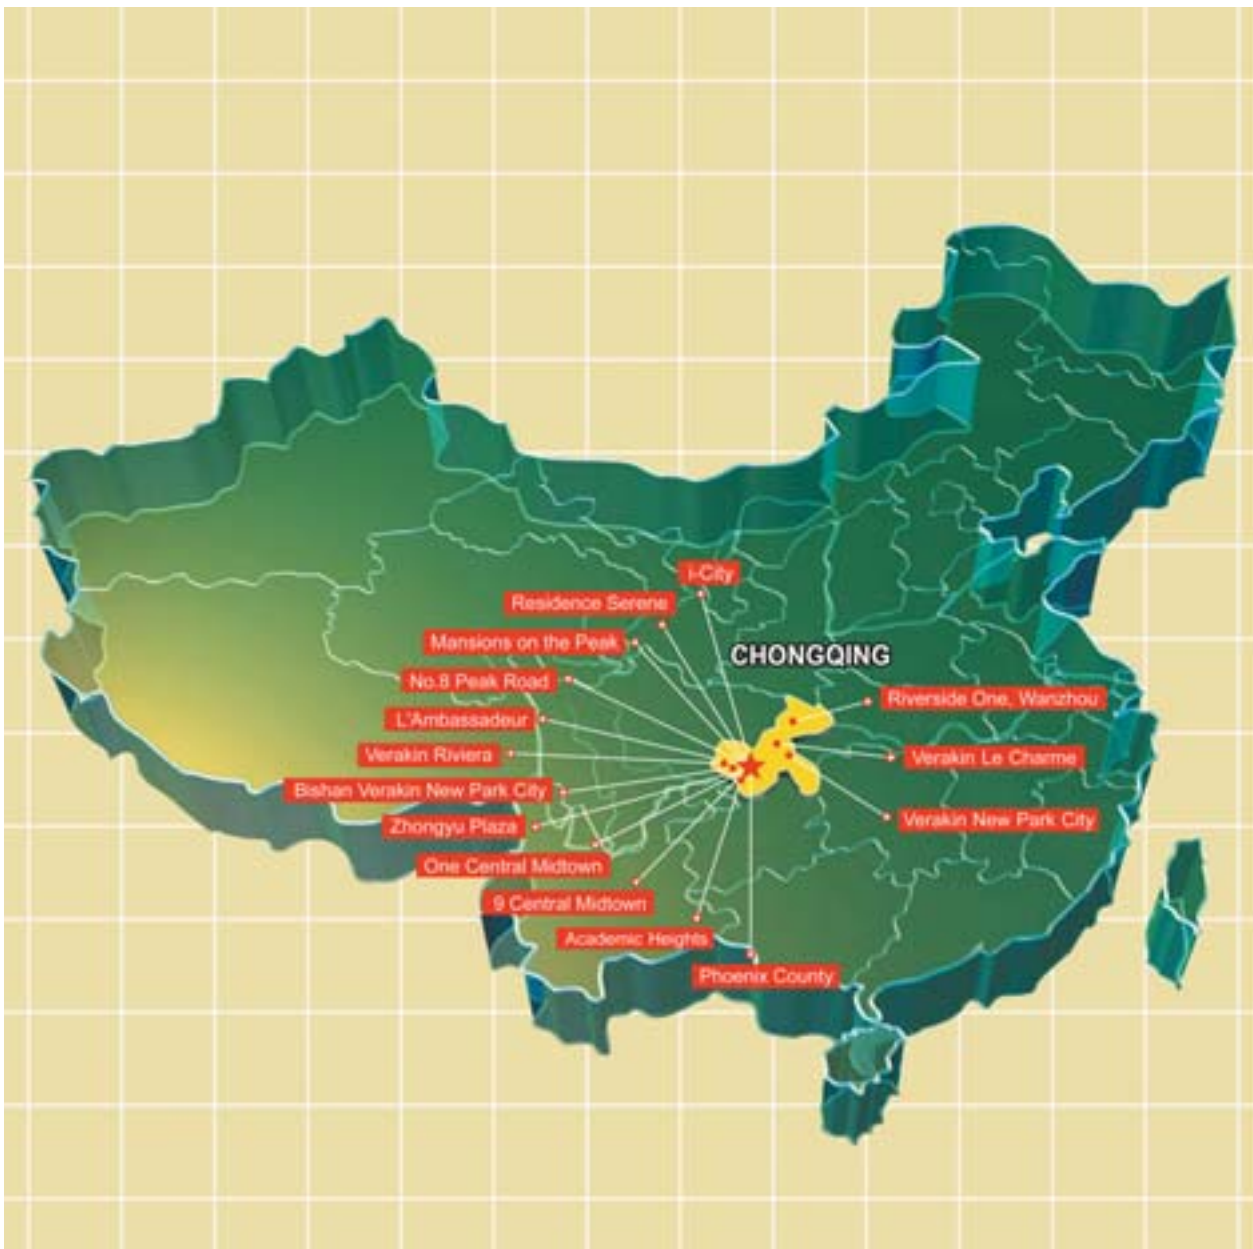 i-City
Residence Serene
Mansions on the Peak
CHONGQING
No.8 Peak Road
Riverside One, Wanzhou
L'Ambassadeur
Verakin Riviera
Verakin Le Charme
Bishan Verakin New Park City
Zhongyu Plaza
Verakin New Park City
One Central Midtown
9 Central Midtown
Academic Heights
Phoenix County